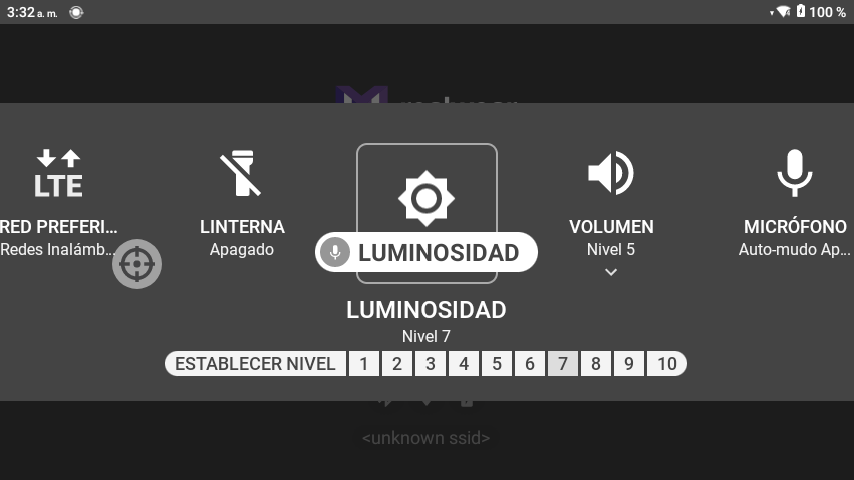 3:32 a. m.
100 %
LTE
RED PREFERI...
Redes Inalámb...
LINTERNA
Apagado
LUMINOSIDAD
VOLUMEN
Nivel 5
MICRÓFONO
Auto-mudo Ap...
LUMINOSIDAD
Nivel 7
ESTABLECER NIVEL 1 2 3 4 5 6 7 8 9 10
<unknown ssid>